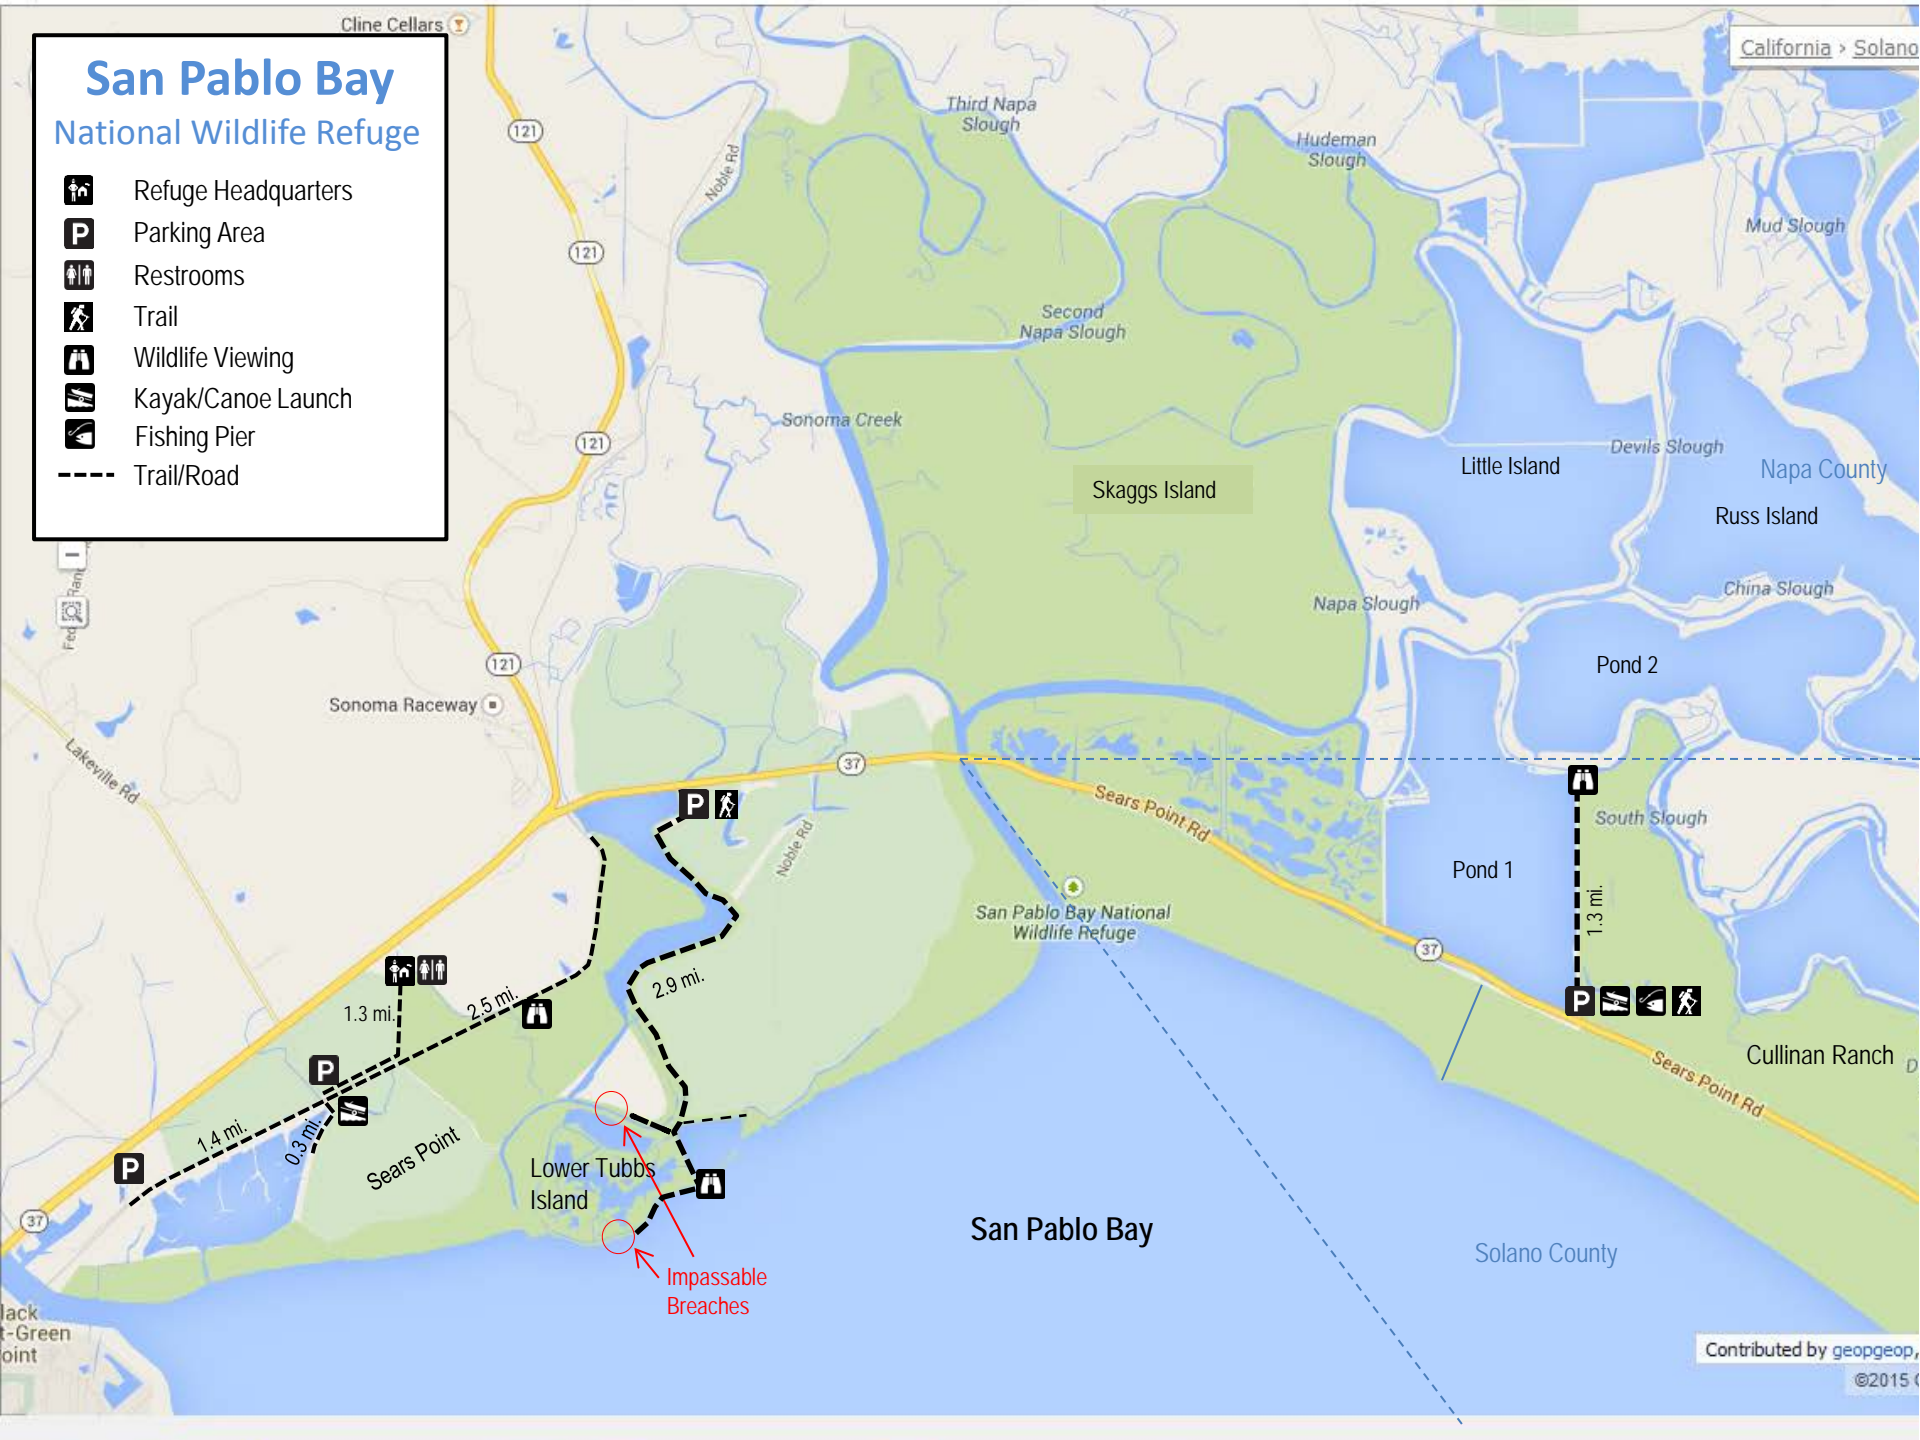 Cline Cellars
San Pablo Bay
National Wildlife Refuge
Refuge Headquarters
Parking Area
Restrooms
Trail
Wildlife Viewing
Kayak/Canoe Launch
Fishing Pier
Trail/Road
California › Solano
121
Noble Rd
Third Napa
Slough
Hudeman
Slough
Mud Slough
121
Second
Napa Slough
Sonoma Creek
121
Skaggs Island
Little Island
Devils Slough
Napa County
Russ Island
China Slough
Napa Slough
121
Pond 2
Sonoma Raceway
Lakeville Rd
37
P
Sears Point Rd
Noble Rd
South Slough
Pond 1
1.3 mi.
San Pablo Bay National
Wildlife Refuge
37
2.9 mi.
2.5 mi.
1.3 mi.
P
P
Cullinan Ranch
D
Sears Point Rd
1.4 mi.
0.3 mi.
Sears Point
P
Lower Tubbs
Island
37
San Pablo Bay
Solano County
Impassable
Breaches
lack
t-Green
oint
Contributed by geopgeop,
©2015